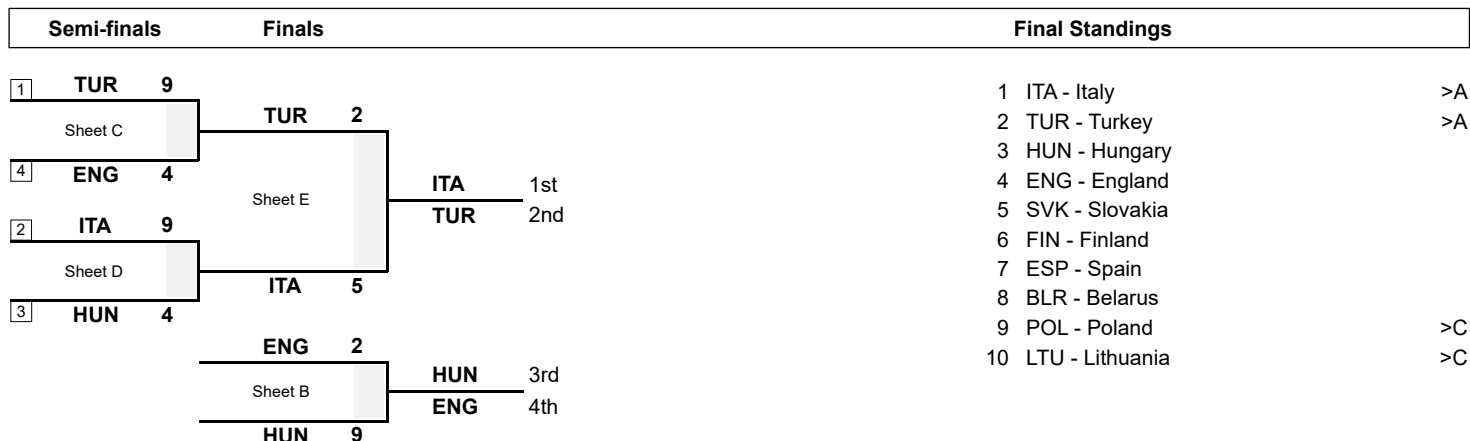 Semi-finals Finals Final Standings
1 TUR 9
Sheet C
4 ENG 4
TUR 2
Sheet E
ITA 5
2 ITA 9
Sheet D
3 HUN 4
ITA 1st
TUR 2nd
ENG 2
Sheet B
HUN 9
HUN 3rd
ENG 4th
1 ITA - Italy >A
2 TUR - Turkey >A
3 HUN - Hungary
4 ENG - England
5 SVK - Slovakia
6 FIN - Finland
7 ESP - Spain
8 BLR - Belarus
9 POL - Poland >C
10 LTU - Lithuania >C